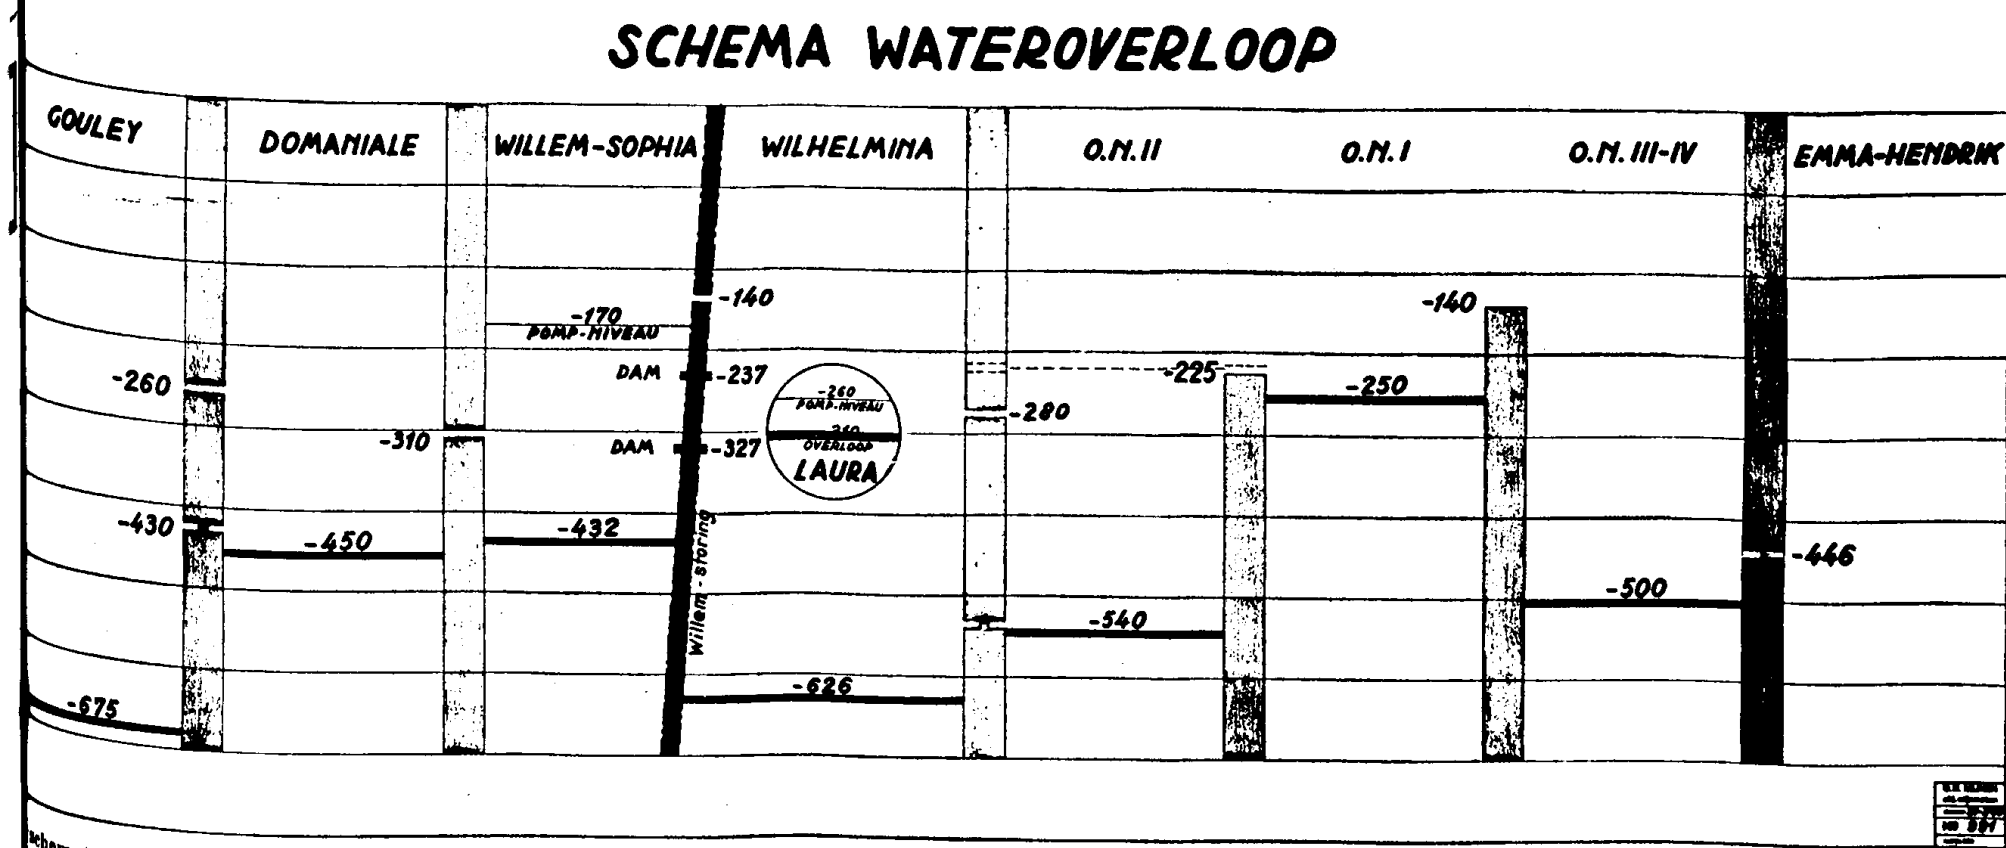 SCHEMA WATEROVERLOOP
GOULEY
DOMANIALE
WILLEM-SOPHIA
WILHELMINA
O.N. II
O.N. I
O.N. III-IV
EMMA-HENDRIK
-140
-170
POMP-NIVEAU
-140
DAM
-237
-260
-225
-250
-260
POMP-NIVEAU
-280
-310
DAM
-327
OVERLOOP
LAURA
-430
-450
-432
Willem-storing
-446
-500
-540
-626
-675